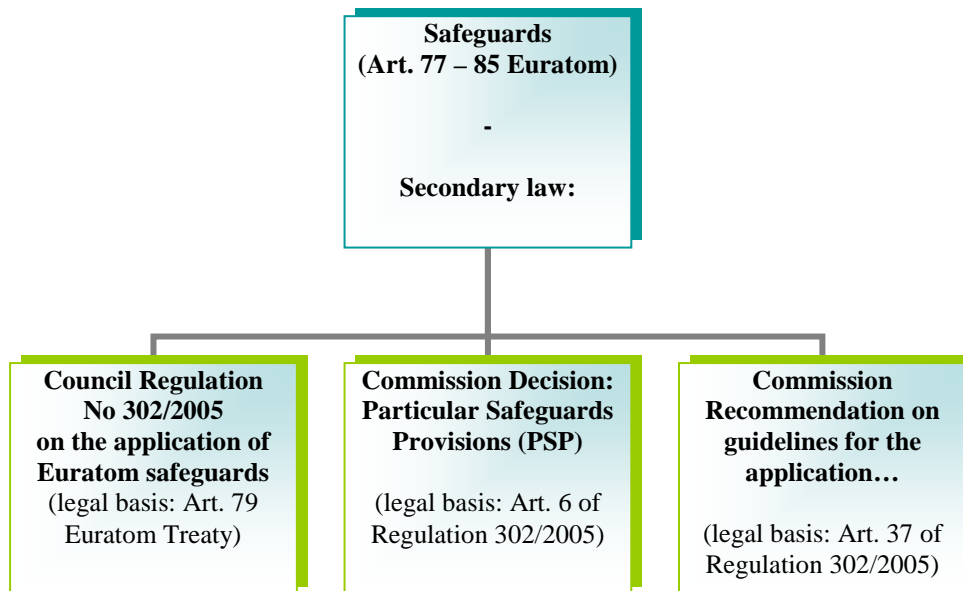 Safeguards
(Art. 77 – 85 Euratom)
-
Secondary law:
Council Regulation
No 302/2005
on the application of
Euratom safeguards
(legal basis: Art. 79
Euratom Treaty)
Commission Decision:
Particular Safeguards
Provisions (PSP)
(legal basis: Art. 6 of
Regulation 302/2005)
Commission
Recommendation on
guidelines for the
application…
(legal basis: Art. 37 of
Regulation 302/2005)